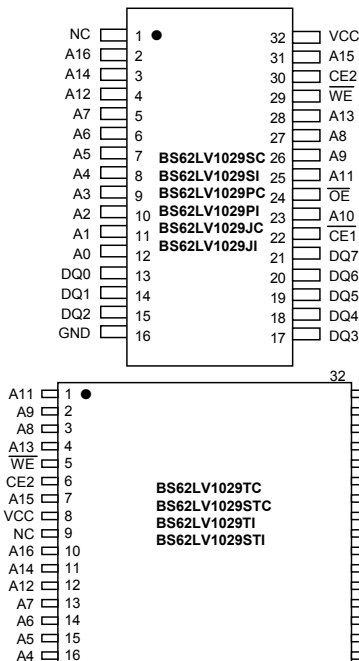 NC 1 32 VCC
A16 2 31 A15
A14 3 30 CE2
A12 4 29 WE
A7 5 28 A13
A6 6 27 A8
A5 7 BS62LV1029SC 26 A9
A4 8 BS62LV1029SI 25 A11
A3 9 BS62LV1029PC 24 OE
A2 10 BS62LV1029PI 23 A10
A1 11 BS62LV1029JC 22 CE1
A0 12 BS62LV1029JI 21 DQ7
DQ0 13 20 DQ6
DQ1 14 19 DQ5
DQ2 15 18 DQ4
GND 16 17 DQ3
32
A11 1
A9 2
A8 3
A13 4
WE 5
CE2 6
A15 7
VCC 8
NC 9
A16 10
A14 11
A12 12
A7 13
A6 14
A5 15
A4 16
BS62LV1029TC
BS62LV1029STC
BS62LV1029TI
BS62LV1029STI